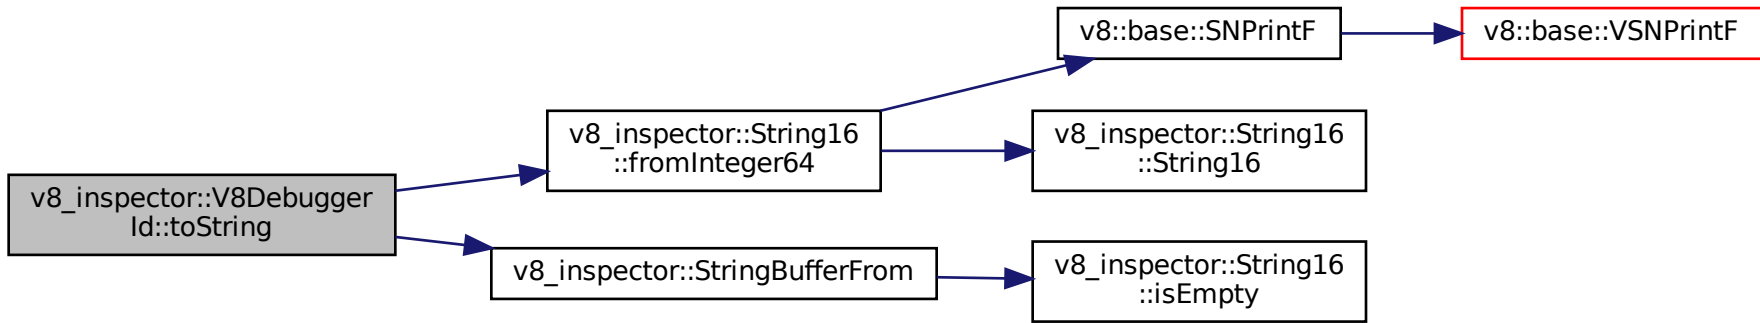 v8_inspector::V8Debugger
Id::toString
v8_inspector::String16
::fromInteger64
v8_inspector::StringBufferFrom
v8::base::SNPrintF
v8_inspector::String16
::String16
v8_inspector::String16
::isEmpty
v8::base::VSNPrintF